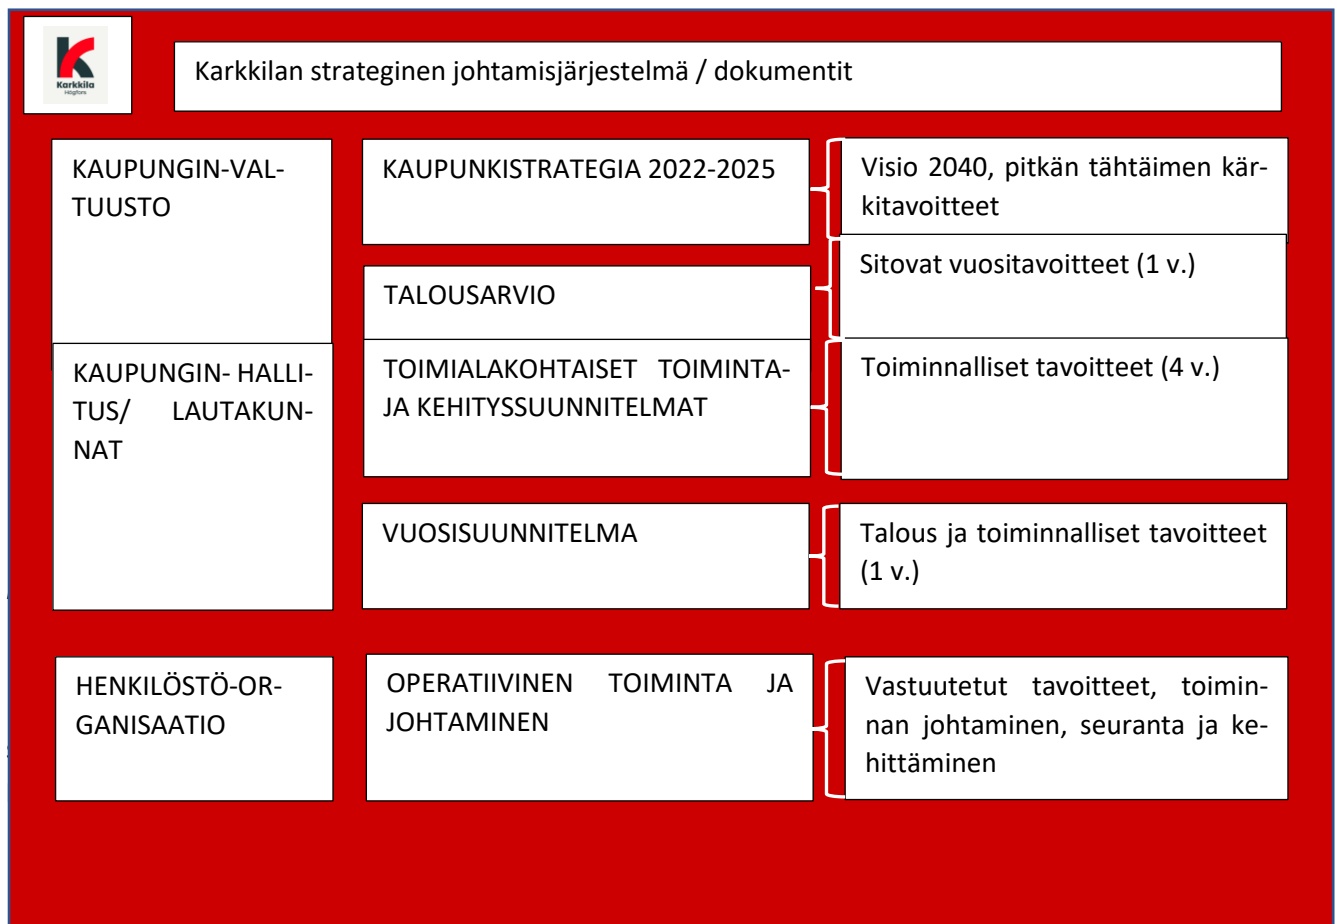 Karkkila
Högfors
Karkkilan strateginen johtamisjärjestelmä / dokumentit
KAUPUNGIN-VAL-
TUUSTO
KAUPUNKISTRATEGIA 2022-2025
Visio 2040, pitkän tähtäimen kär-
kitavoitteet
TALOUSARVIO
Sitovat vuositavoitteet (1 v.)
KAUPUNGIN- HALLI-
TUS/ LAUTAKUN-
NAT
TOIMIALAKOHTAISET TOIMINTA-
JA KEHITYSSUUNNITELMAT
Toiminnalliset tavoitteet (4 v.)
VUOSISUUNNITELMA
Talous ja toiminnalliset tavoitteet
(1 v.)
HENKILÖSTÖ-OR-
GANISAATIO
OPERATIIVINEN TOIMINTA JA
JOHTAMINEN
Vastuutetut tavoitteet, toimin-
nan johtaminen, seuranta ja ke-
hittäminen